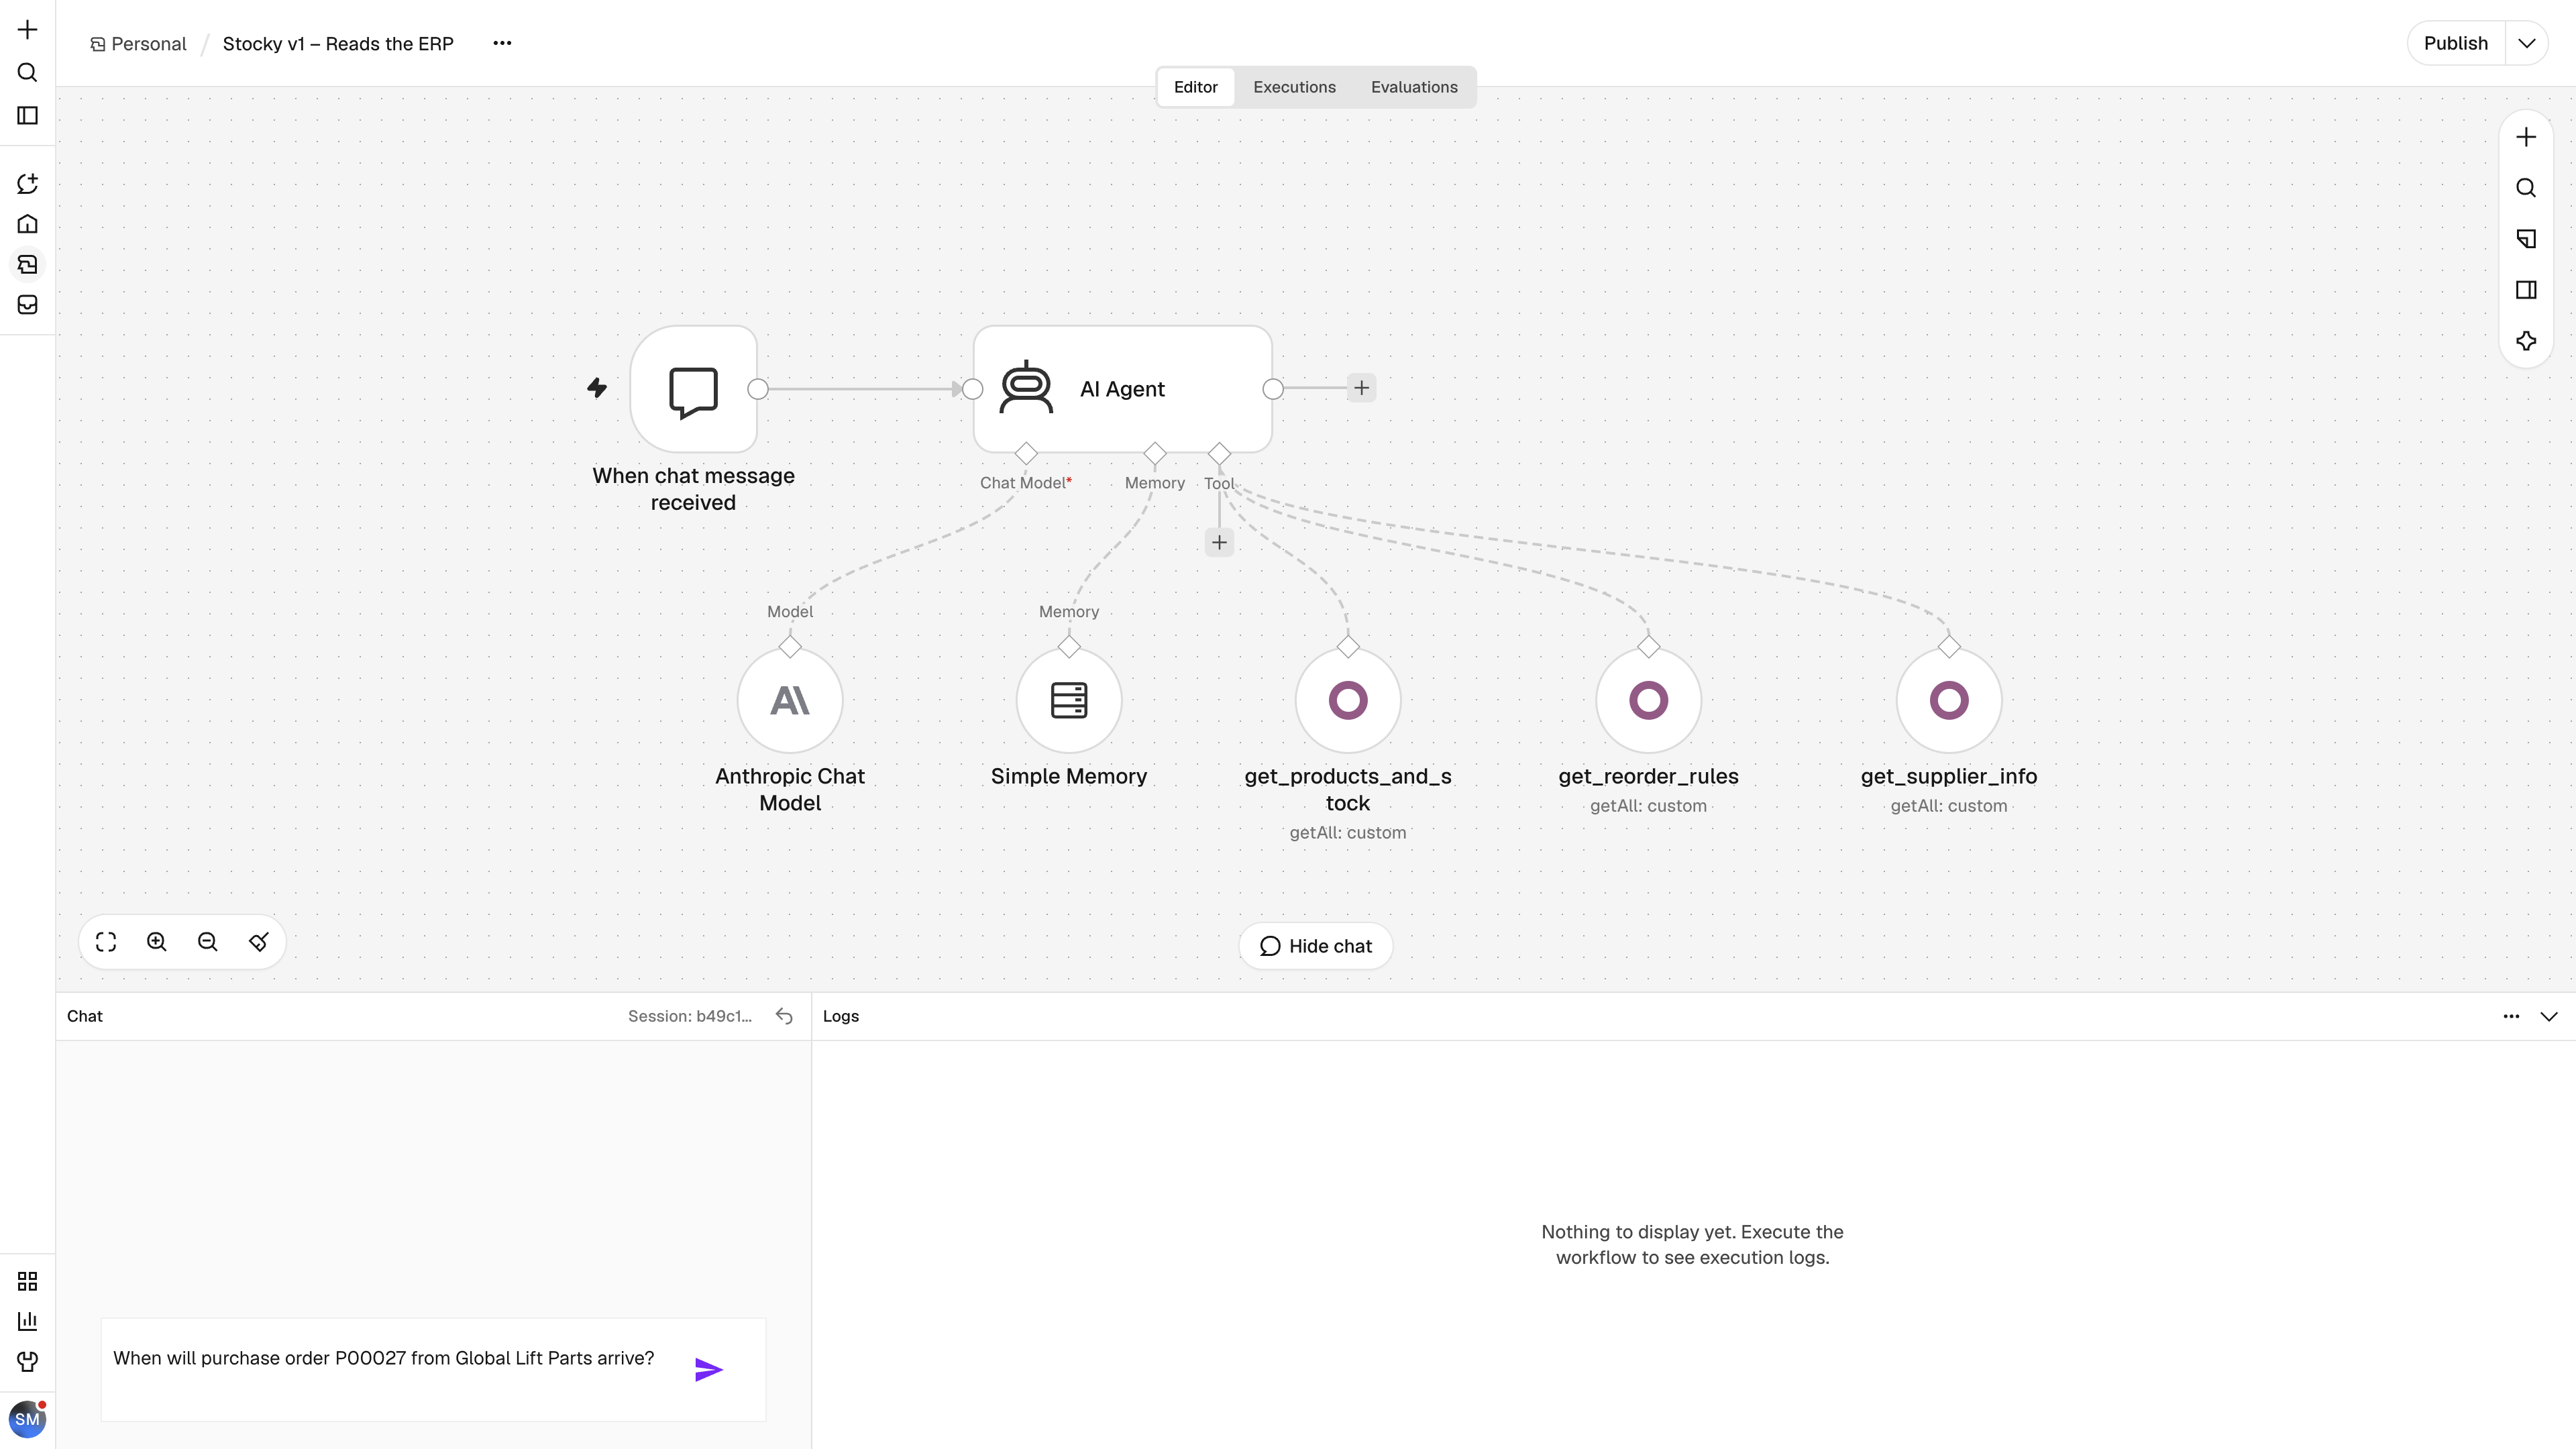 Personal / Stocky v1 – Reads the ERP
Publish
Editor
Executions
Evaluations
AI Agent
When chat message
received
Chat Model*
Memory
Tool
Model
Memory
Anthropic Chat
Model
Simple Memory
get_products_and_s
tock
getAll: custom
get_reorder_rules
getAll: custom
get_supplier_info
getAll: custom
Hide chat
Chat
Session: b49c1...
Logs
Nothing to display yet. Execute the
workflow to see execution logs.
When will purchase order P00027 from Global Lift Parts arrive?
SM